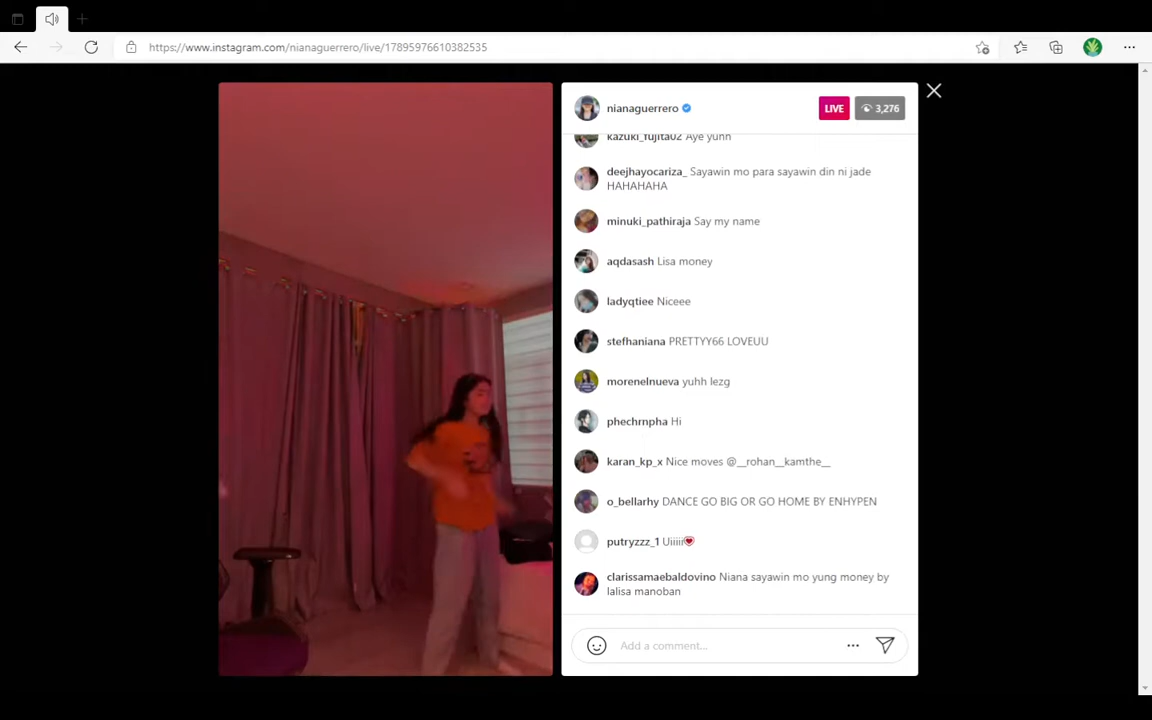 https://www.instagram.com/nianaguerrero/live/17895976610382535
nianaguerrero
LIVE
3,276
kazuki_fujita02 Aye yuhh
deejhayocariza_ Sayawin mo para sayawin din ni jade
HAHAHAHA
minuki_pathiraja Say my name
aqdasash Lisa money
ladyqtiee Niceee
stefhaniana PRETTYY66 LOVEUU
morenelnueva yuhh lezg
phechrnpha Hi
karan_kp_x Nice moves @__rohan__kamthe__
o_bellarhy DANCE GO BIG OR GO HOME BY ENHYPEN
putryzzz_1 Uiiiir
clarissamaebaldovino Niana sayawin mo yung money by
lalisa manoban
Add a comment...